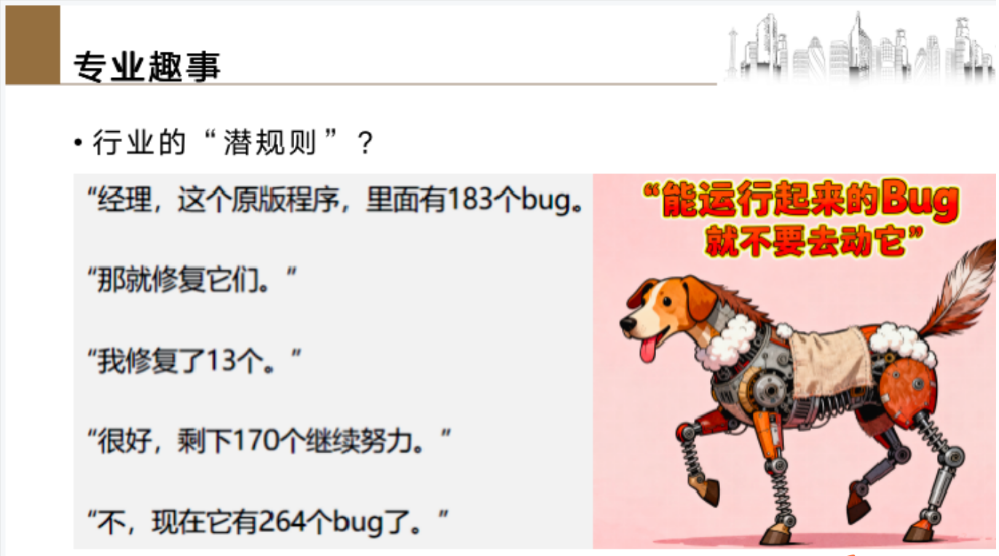 专业趣事
• 行业的“潜规则”？
“经理，这个原版程序，里面有183个bug。
“那就修复它们。”
“我修复了13个。”
“很好，剩下170个继续努力。”
“不，现在它有264个bug了。”
“能运行起来的Bug
就不要去动它”